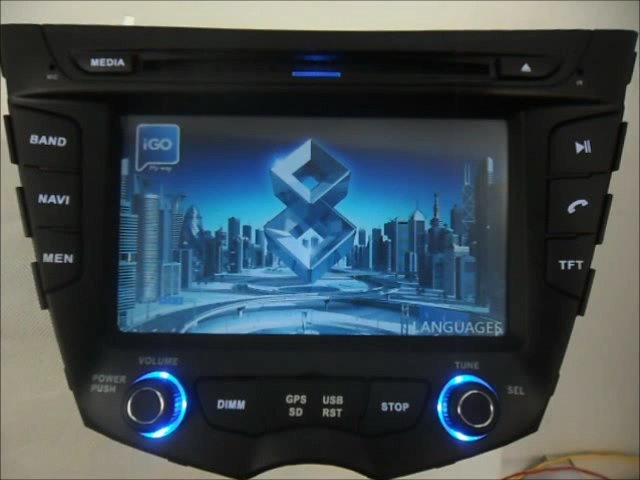 MEDIA
BAND
NAVI
MEN
iGO
My way
LANGUAGES
TFT
VOLUME
POWER
PUSH
DIMM
GPS USB
SD RST
STOP
TUNE
SEL